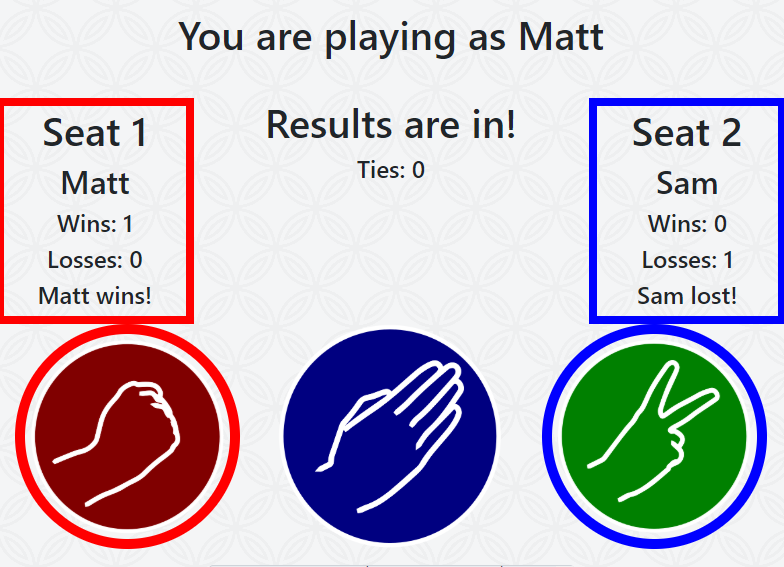 You are playing as Matt
Seat 1
Matt
Wins: 1
Losses: 0
Matt wins!
Results are in!
Ties: 0
Seat 2
Sam
Wins: 0
Losses: 1
Sam lost!